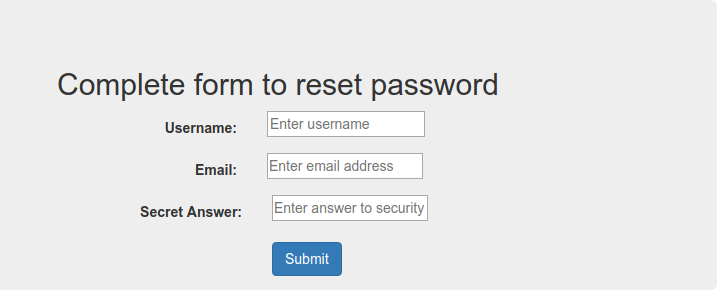 Complete form to reset password
Username: Enter username
Email: Enter email address
Secret Answer: Enter answer to security
Submit